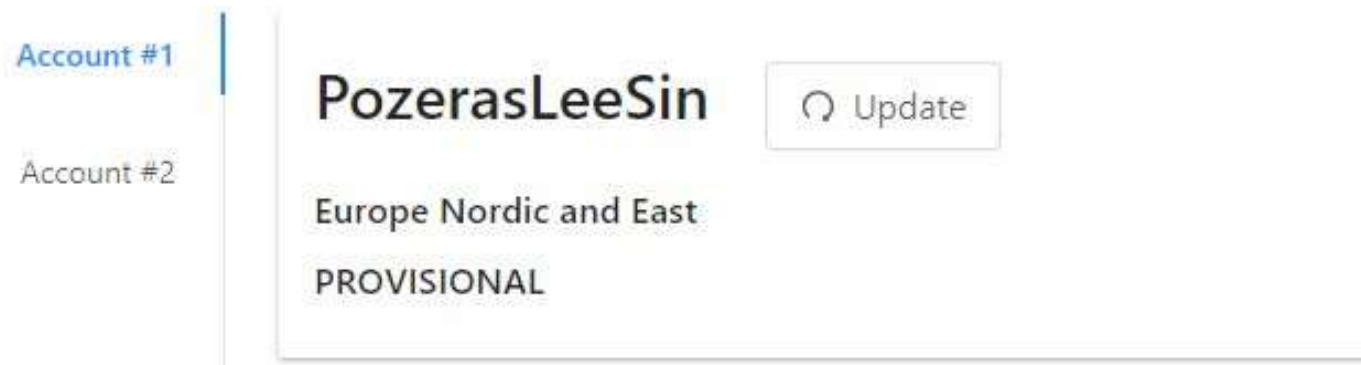 Account #1
Account #2
PozerasLeeSin
Update
Europe Nordic and East
PROVISIONAL